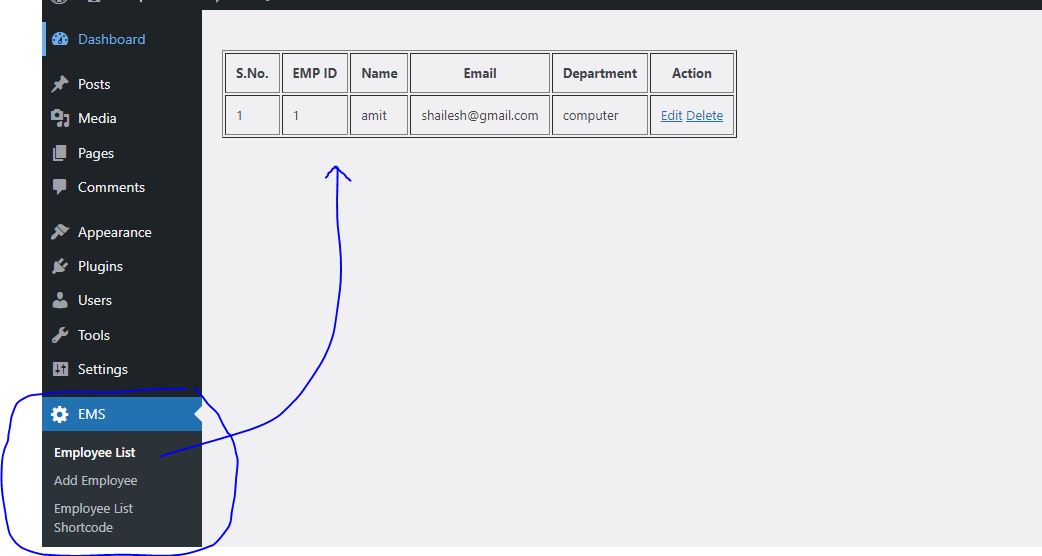 Dashboard
Posts
Media
Pages
Comments
Appearance
Plugins
Users
Tools
Settings
EMS
Employee List
Add Employee
Employee List
Shortcode
S.No. EMP ID Name Email Department Action
1 1 amit shailesh@gmail.com computer Edit Delete